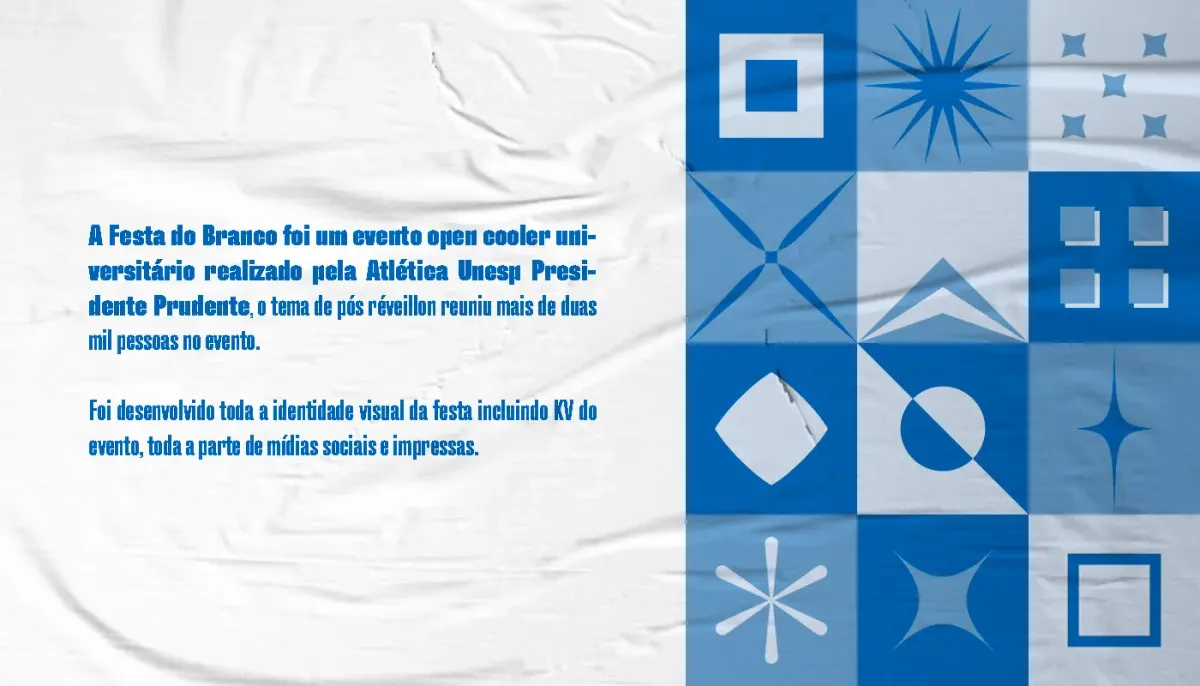 A Festa do Branco foi um evento open cooler uni-
versitário realizado pela Atlética Unesp Presi-
dente Prudente, o tema de pós réveillon reuniu mais de duas
mil pessoas no evento.
Foi desenvolvido toda a identidade visual da festa incluindo KV do
evento, toda a parte de mídias sociais e impressas.